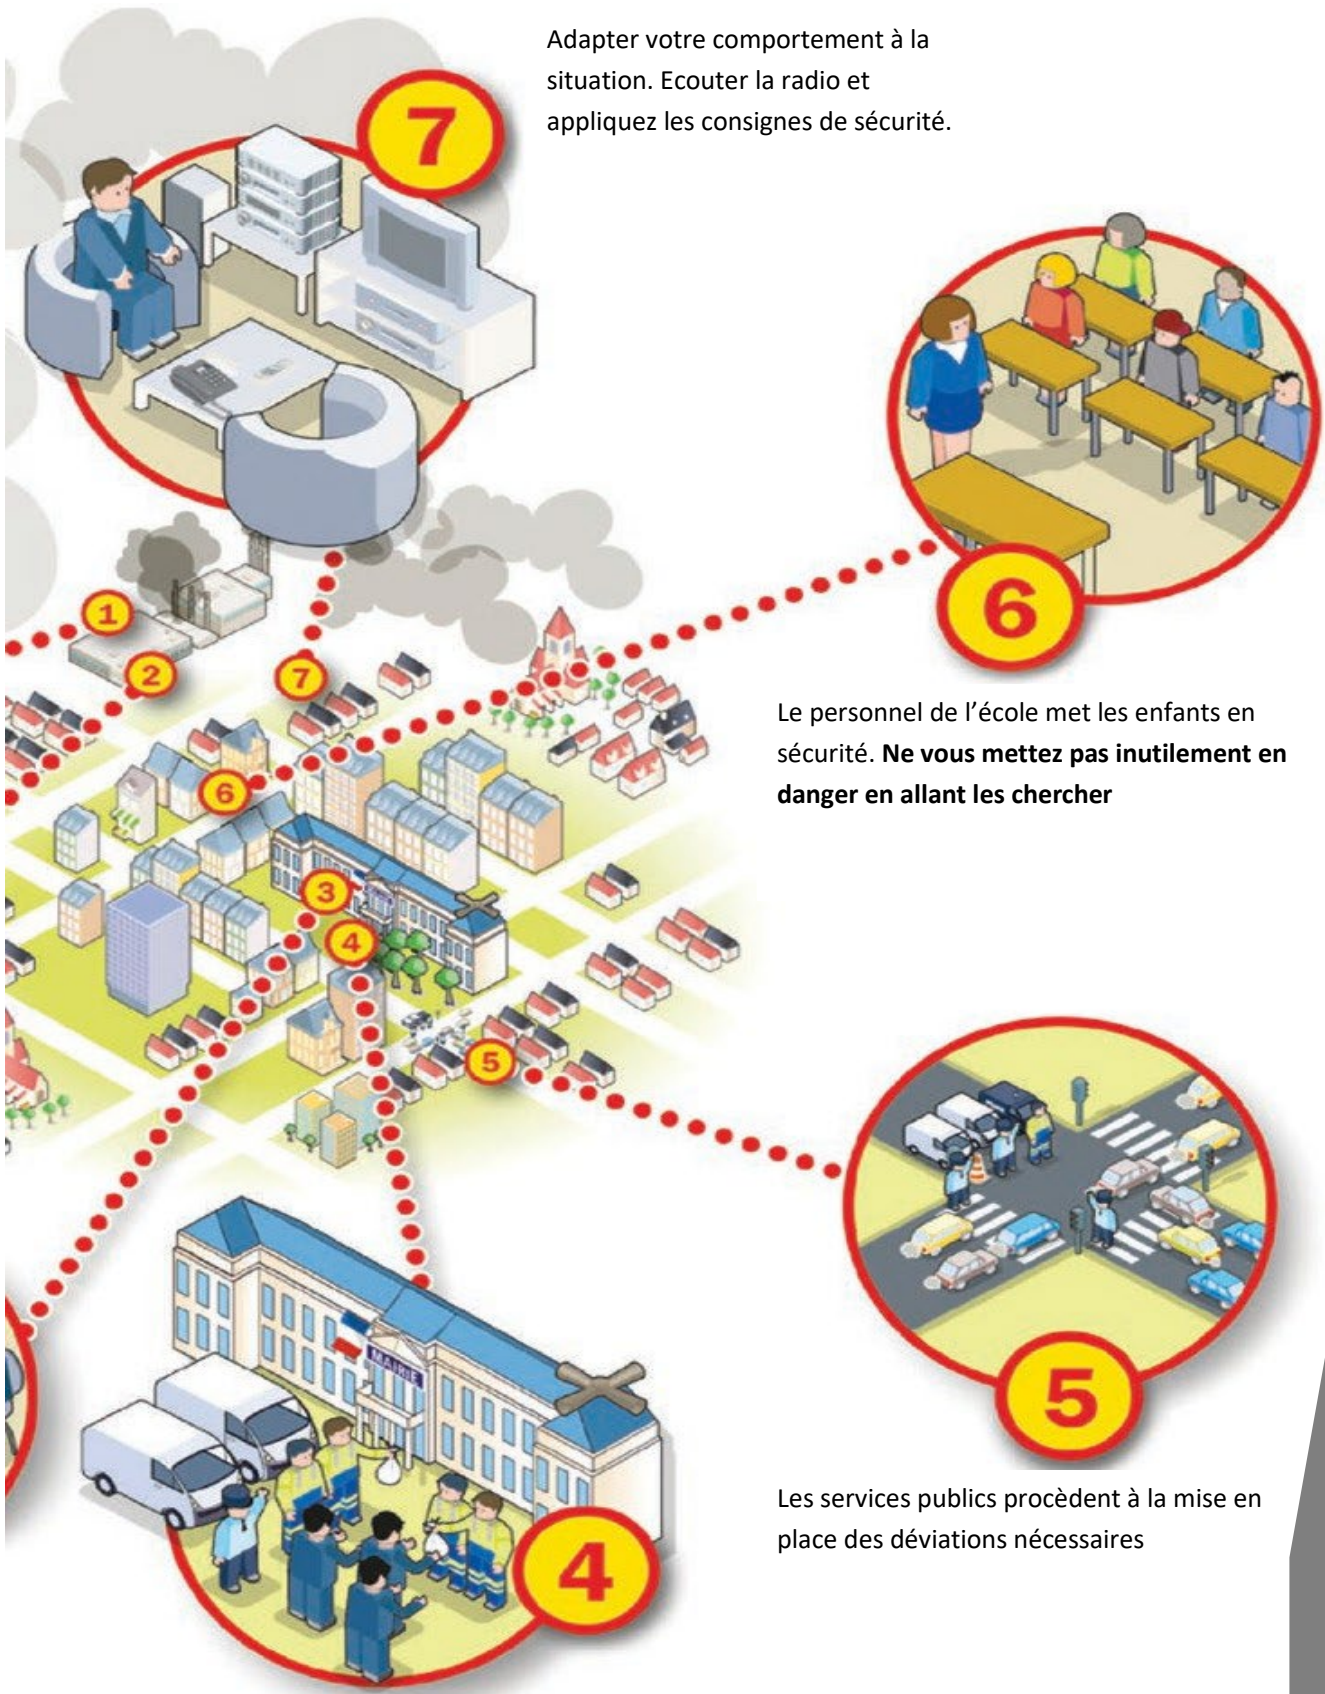 Adapter votre comportement à la
situation. Ecouter la radio et
appliquez les consignes de sécurité.
7
6
1
2
7
Le personnel de l’école met les enfants en
sécurité. Ne vous mettez pas inutilement en
danger en allant les chercher
6
3
4
5
MAIRIE
5
Les services publics procèdent à la mise en
place des déviations nécessaires
4